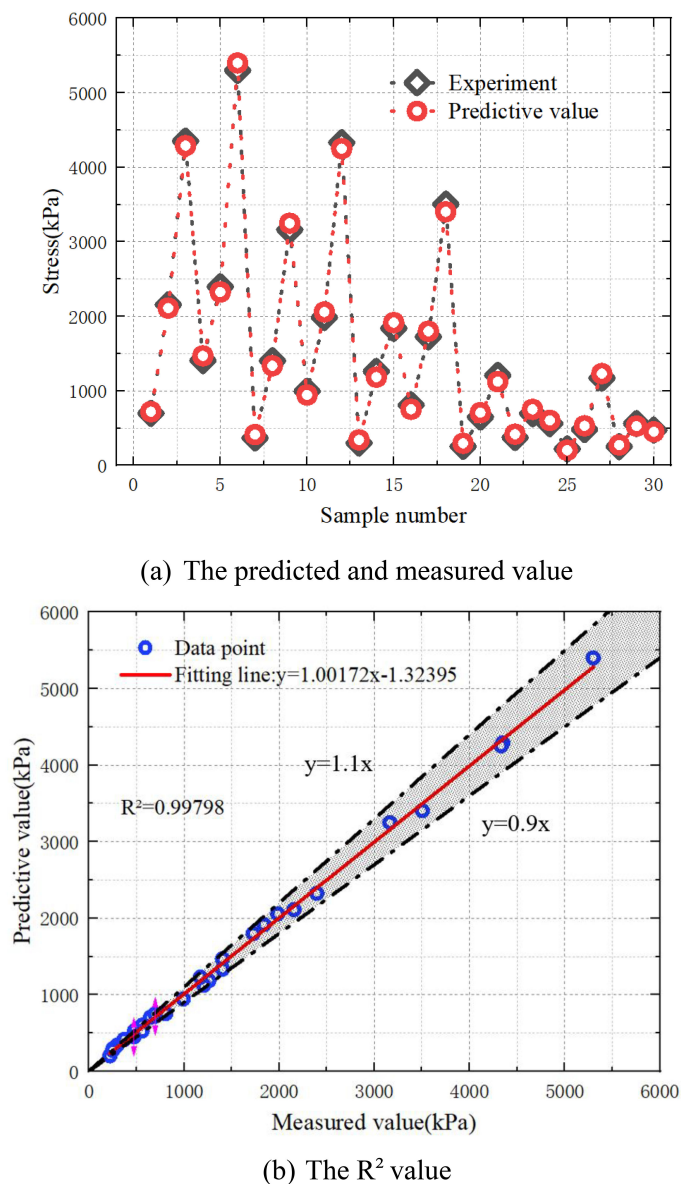 6000
5000
4000
3000
2000
1000
0
Stress(kPa)
Experiment
Predictive value
0 5 10 15 20 25 30
Sample number
(a) The predicted and measured value
6000
5000
4000
3000
2000
1000
0
Predictive value(kPa)
Data point
Fitting line:y=1.00172x-1.32395
y=1.1x
R²=0.99798
y=0.9x
0 1000 2000 3000 4000 5000 6000
Measured value(kPa)
(b) The R² value